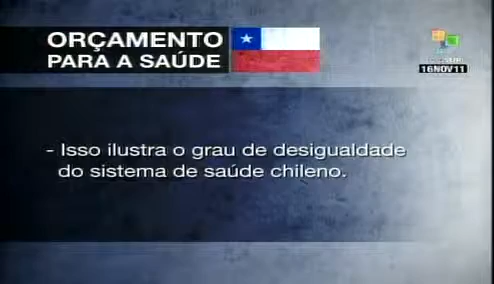 ORÇAMENTO
PARA A SAÚDE
16NOV11
- Isso ilustra o grau de desigualdade
do sistema de saúde chileno.